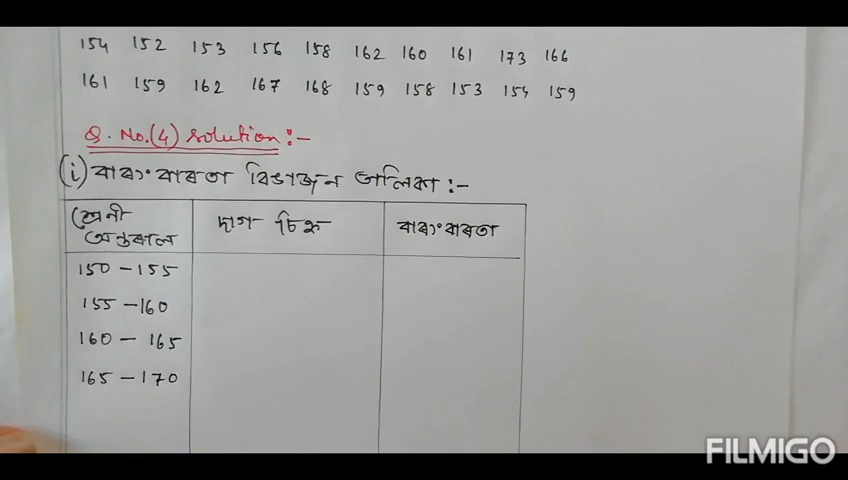 154 152 153 156 158 162 160 161 173 166
161 159 162 167 168 159 158 153 154 159
Q. No.(4) Solution:-
(i) বাৰংবাৰতা বিভাজন তালিকা :-
শ্ৰেনী অন্তৰাল দাগ চিহ্ন বাৰংবাৰতা
150 - 155
155 - 160
160 - 165
165 - 170
FILMIGO